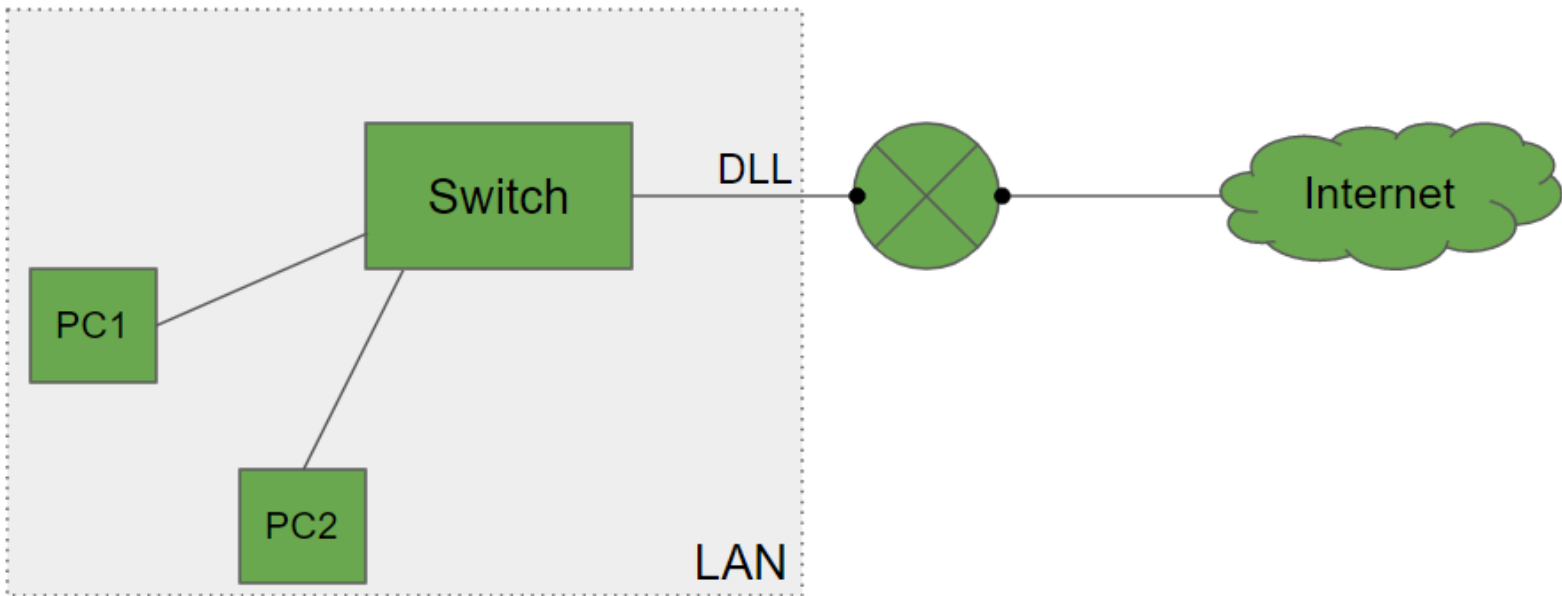 Switch
DLL
Internet
PC1
PC2
LAN